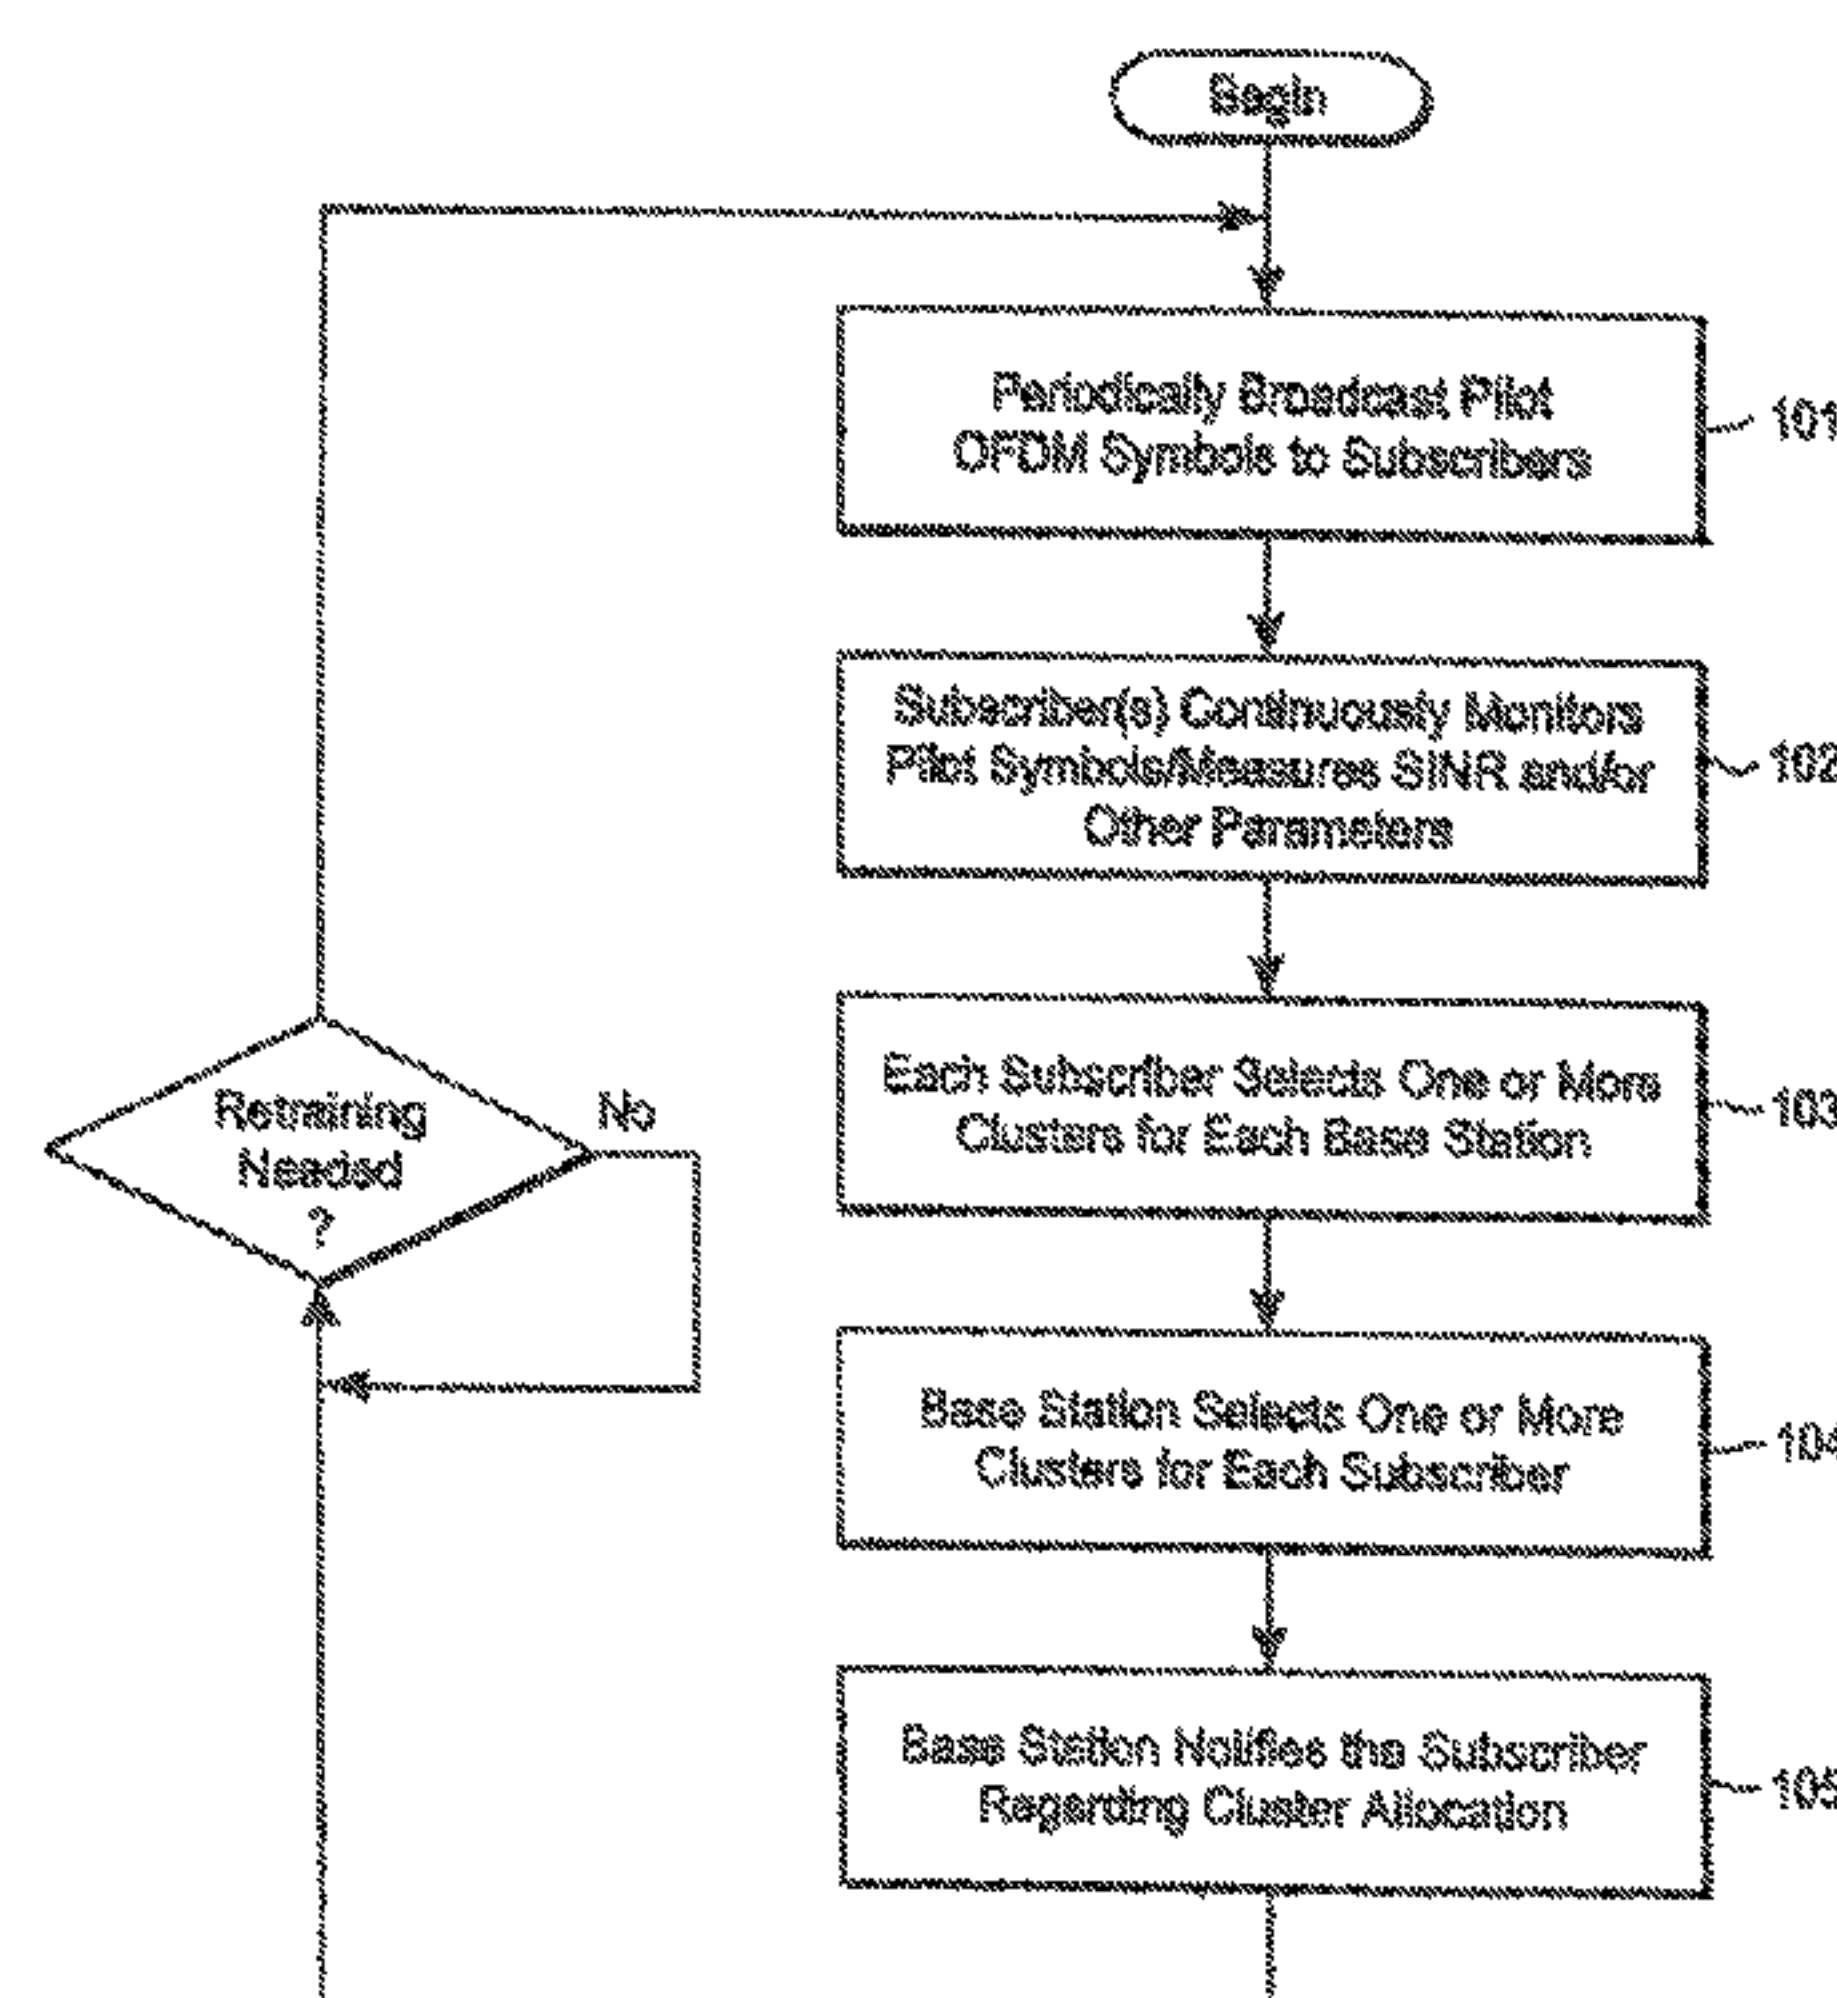 Begin
Periodically Broadcast Pilot
OFDM Symbols to Subscribers
101
Subscriber(s) Continuously Monitors
Pilot Symbols/Measures SINR and/or
Other Parameters
102
Each Subscriber Selects One or More
Clusters for Each Base Station
103
Retraining
Needed
?
No
Base Station Selects One or More
Clusters for Each Subscriber
104
Base Station Notifies the Subscriber
Regarding Cluster Allocation
105